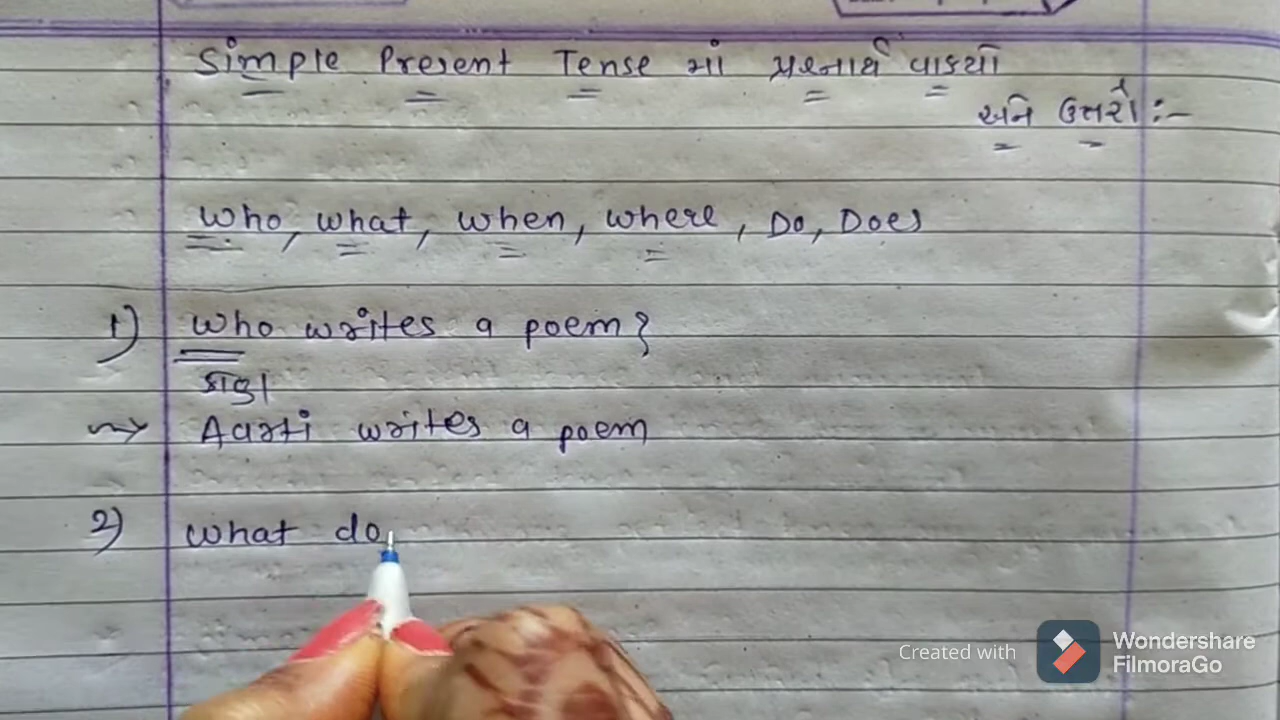 Simple Present Tense માં પ્રશ્નાર્થ વાકયો
અને ઉત્તરો :-
Who, what, when, where, Do, Does
1) Who writes a poem?
કોણ
Aarti writes a poem
2) what do
Created with Wondershare FilmoraGo